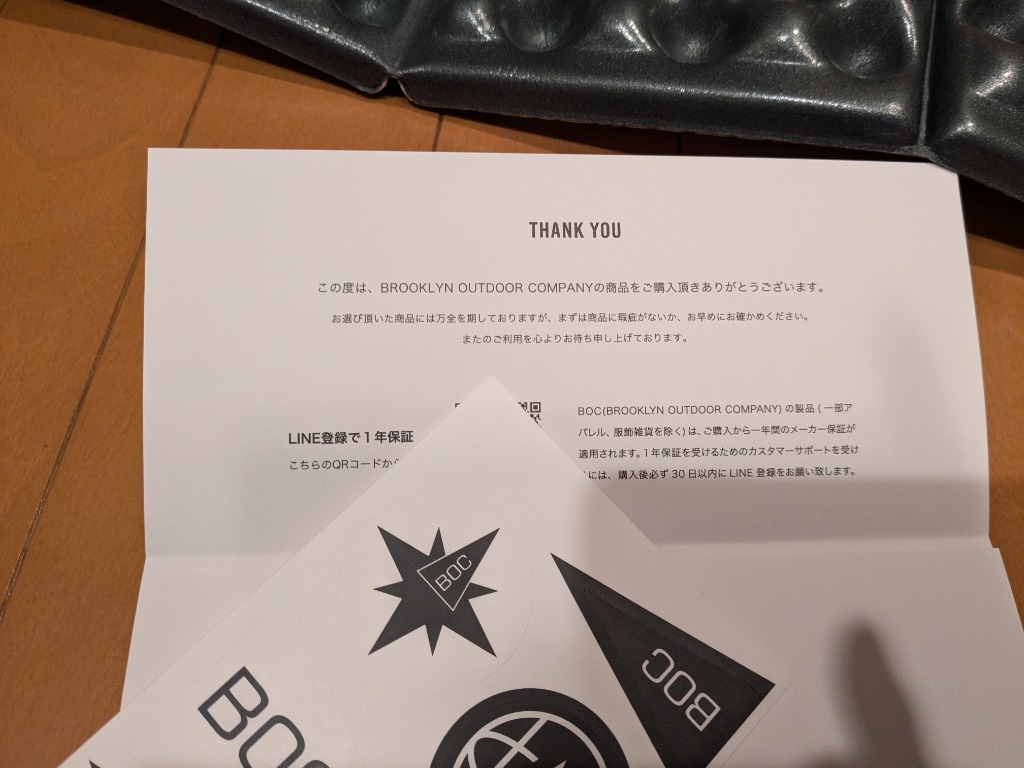 THANK YOU
この度は、BROOKLYN OUTDOOR COMPANYの商品をご購入頂きありがとうございます。
お選び頂いた商品には万全を期しておりますが、まずは商品に瑕疵がないか、お早めにお確かめください。
またのご利用を心よりお待ち申し上げております。
LINE登録で1年保証
こちらのQRコードから
BOC(BROOKLYN OUTDOOR COMPANY) の製品 ( 一部ア
パレル、服飾雑貨を除く) は、ご購入から一年間のメーカー保証が
適用されます。1年保証を受けるためのカスタマーサポートを受け
には、購入後必ず 30 日以内に LINE 登録をお願い致します。
BOC
BOC
BOC